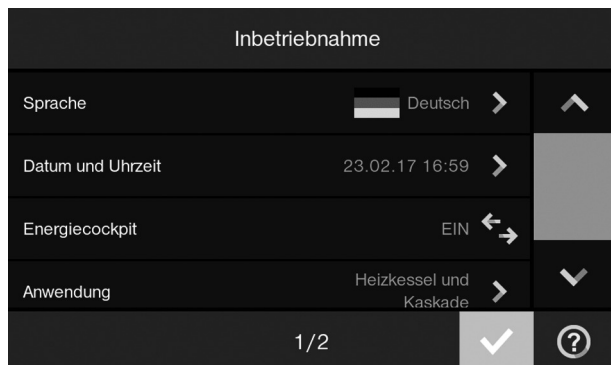 Inbetriebnahme
Sprache Deutsch
Datum und Uhrzeit 23.02.17 16:59
Energiecockpit EIN
Anwendung Heizkessel und
Kaskade
1/2
?